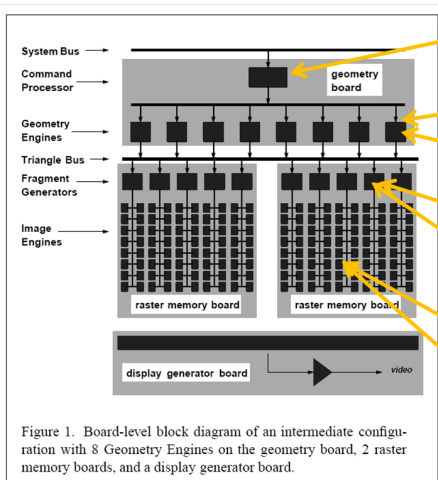 System Bus
Command
Processor
geometry
board
Geometry
Engines
Triangle Bus
Fragment
Generators
Image
Engines
raster memory board
raster memory board
display generator board
video
Figure 1. Board-level block diagram of an intermediate configu-
ration with 8 Geometry Engines on the geometry board, 2 raster
memory boards, and a display generator board.